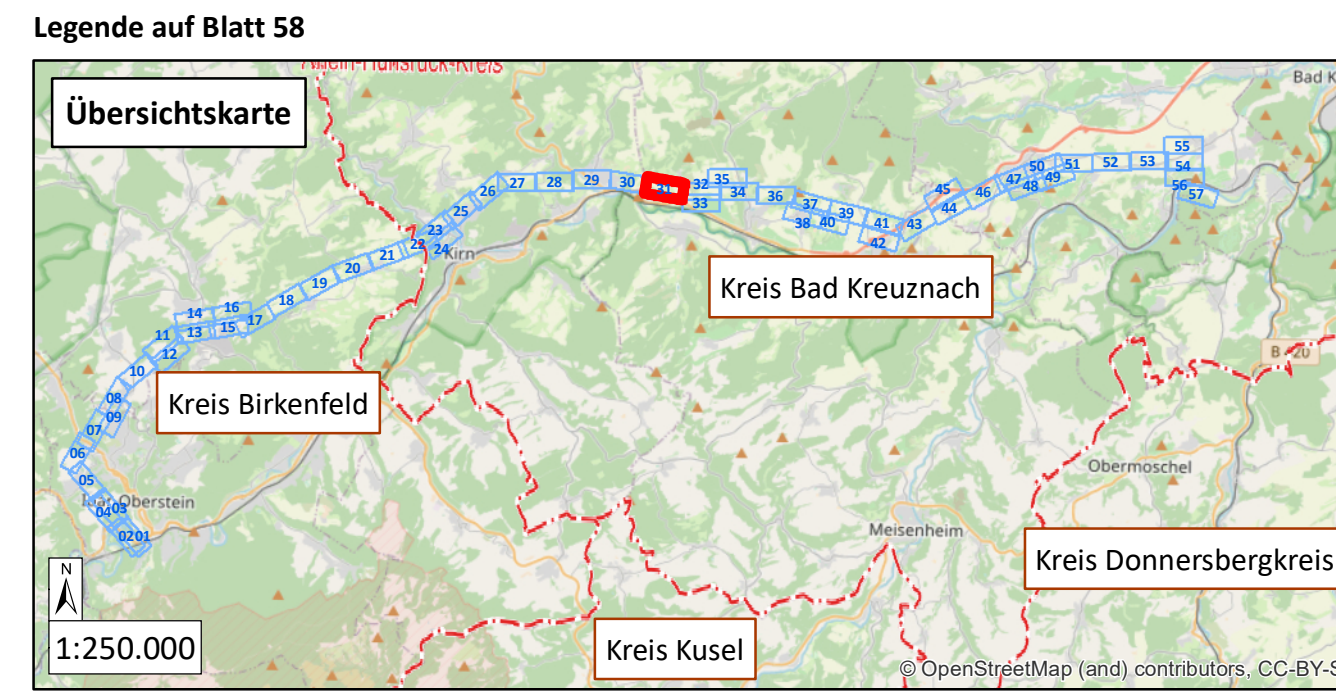 Legende auf Blatt 58
Rhein-Hunsrück-Kreis
Übersichtskarte
Bad K
55
50 51 52 53 54
47 48 49
56 57
45 46
44
27 28 29 30 31 32 35
33 34 36
37 39 41 43
38 40 42
26
25
23
22 24
Kirn
21
20
19
18
14 16
11 13 15 17
12
10
08
09
07
06
05
Oberstein
04 03
02 01
Kreis Bad Kreuznach
Kreis Birkenfeld
B 420
Obermoschel
Meisenheim
Kreis Donnersbergkreis
Kreis Kusel
N
1:250.000
© OpenStreetMap (and) contributors, CC-BY-S